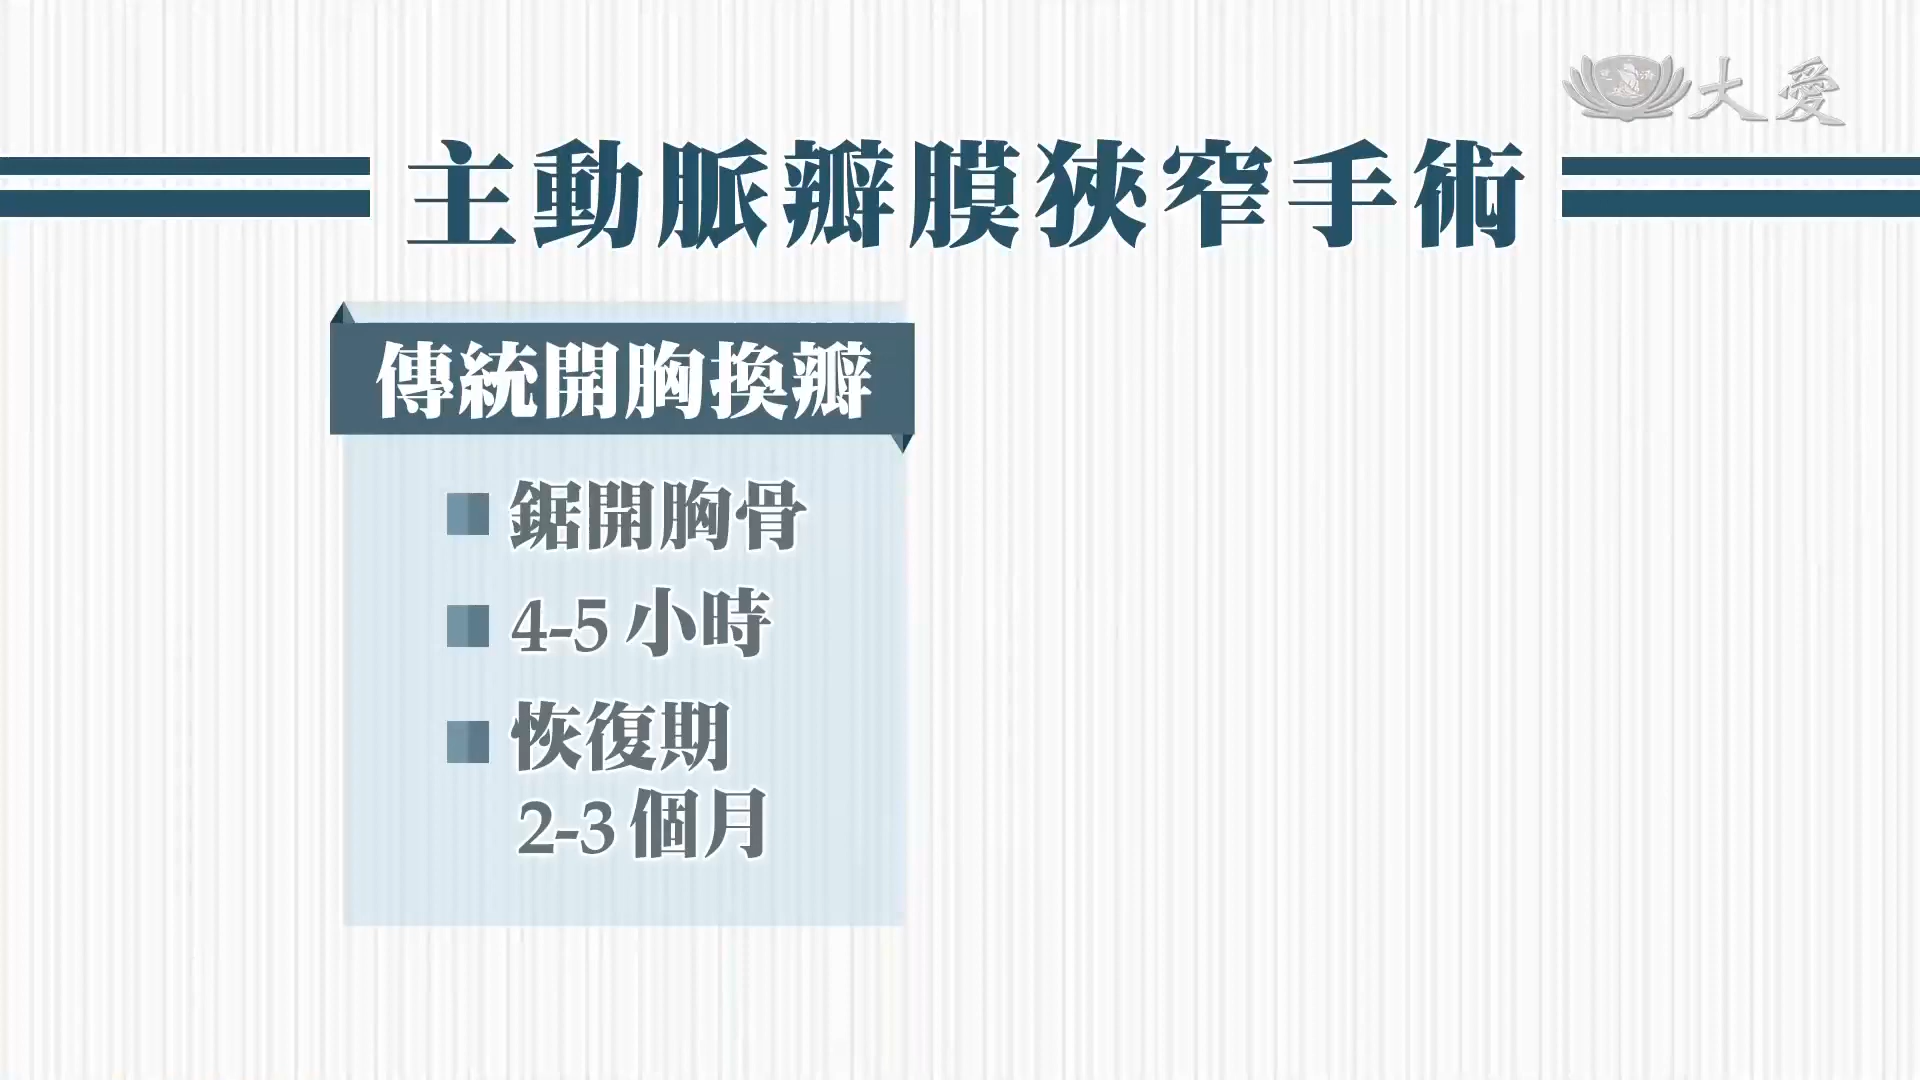 大愛
主動脈瓣膜狹窄手術
傳統開胸換瓣
鋸開胸骨
4-5小時
恢復期
2-3個月